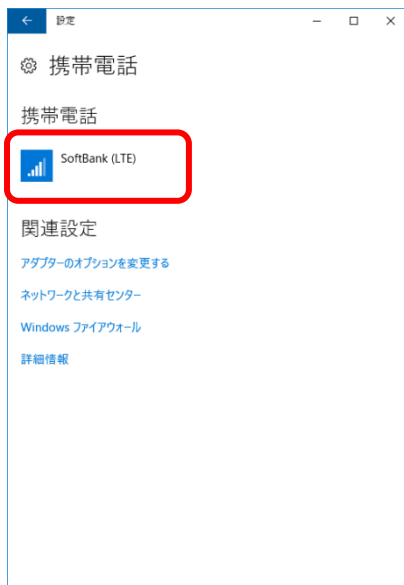 設定
携帯電話
携帯電話
SoftBank (LTE)
関連設定
アダプターのオプションを変更する
ネットワークと共有センター
Windows ファイアウォール
詳細情報